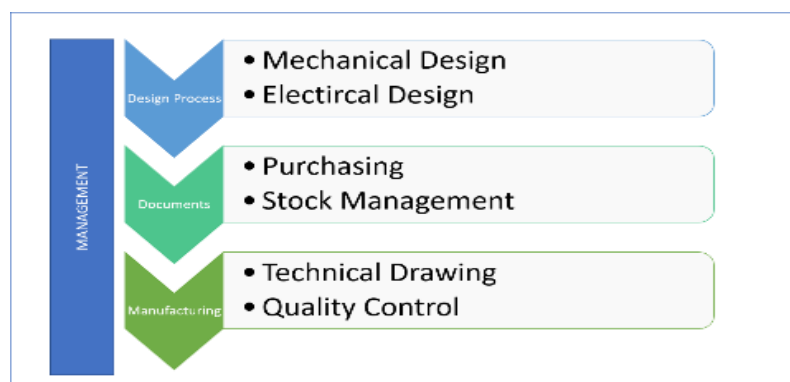 MANAGEMENT
Design Process
• Mechanical Design
• Electircal Design
Documents
• Purchasing
• Stock Management
Manufacturing
• Technical Drawing
• Quality Control